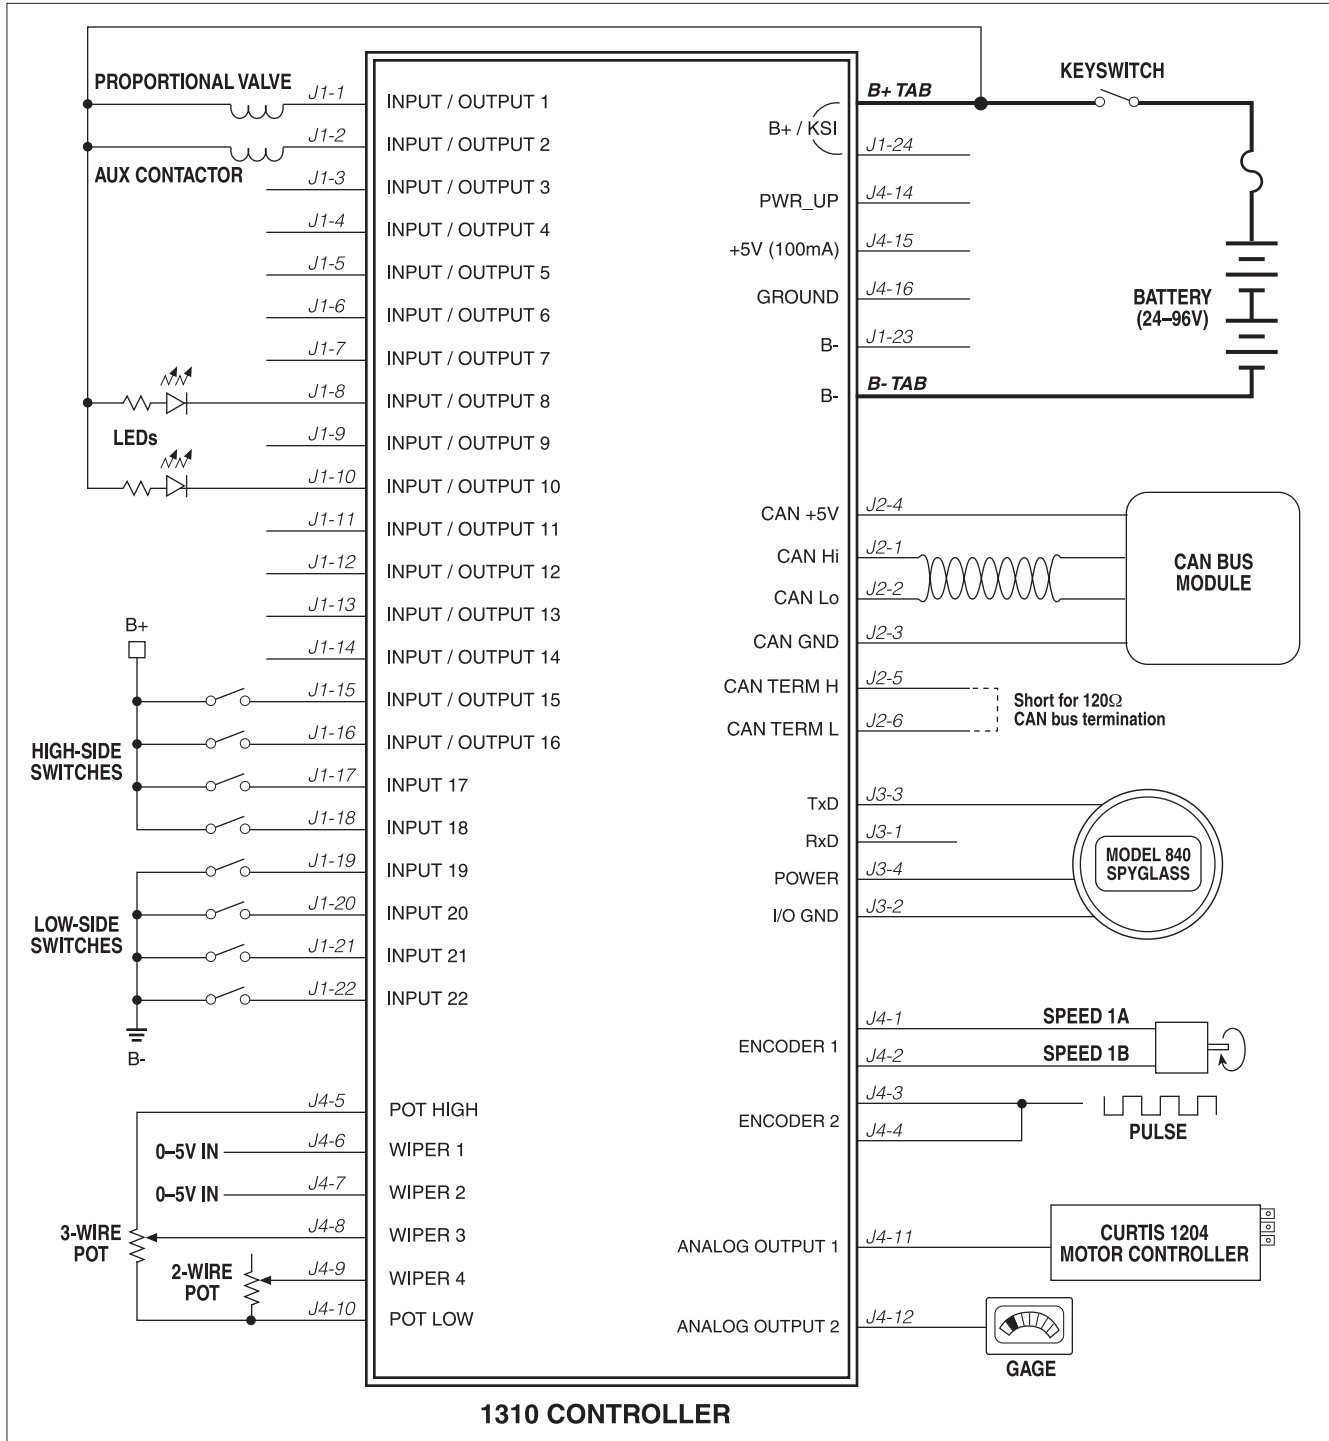 PROPORTIONAL VALVE
J1-1
INPUT / OUTPUT 1
J1-2
INPUT / OUTPUT 2
AUX CONTACTOR
J1-3
INPUT / OUTPUT 3
J1-4
INPUT / OUTPUT 4
J1-5
INPUT / OUTPUT 5
J1-6
INPUT / OUTPUT 6
J1-7
INPUT / OUTPUT 7
J1-8
INPUT / OUTPUT 8
LEDs
J1-9
INPUT / OUTPUT 9
J1-10
INPUT / OUTPUT 10
J1-11
INPUT / OUTPUT 11
J1-12
INPUT / OUTPUT 12
J1-13
INPUT / OUTPUT 13
J1-14
INPUT / OUTPUT 14
B+
J1-15
INPUT / OUTPUT 15
J1-16
INPUT / OUTPUT 16
HIGH-SIDE
SWITCHES
J1-17
INPUT 17
J1-18
INPUT 18
J1-19
INPUT 19
J1-20
INPUT 20
LOW-SIDE
SWITCHES
J1-21
INPUT 21
J1-22
INPUT 22
B-
J4-5
POT HIGH
0–5V IN
J4-6
WIPER 1
0–5V IN
J4-7
WIPER 2
3-WIRE
POT
J4-8
WIPER 3
2-WIRE
POT
J4-9
WIPER 4
J4-10
POT LOW
KEYSWITCH
B+ TAB
B+ / KSI
J1-24
PWR_UP
J4-14
+5V (100mA)
J4-15
GROUND
J4-16
B-
J1-23
B-
B- TAB
BATTERY
(24–96V)
CAN +5V
J2-4
CAN Hi
J2-1
CAN Lo
J2-2
CAN GND
J2-3
CAN BUS
MODULE
CAN TERM H
J2-5
CAN TERM L
J2-6
Short for 120Ω
CAN bus termination
TxD
J3-3
RxD
J3-1
POWER
J3-4
I/O GND
J3-2
MODEL 840
SPYGLASS
ENCODER 1
J4-1
SPEED 1A
J4-2
SPEED 1B
ENCODER 2
J4-3
J4-4
PULSE
ANALOG OUTPUT 1
J4-11
CURTIS 1204
MOTOR CONTROLLER
ANALOG OUTPUT 2
J4-12
GAGE
1310 CONTROLLER